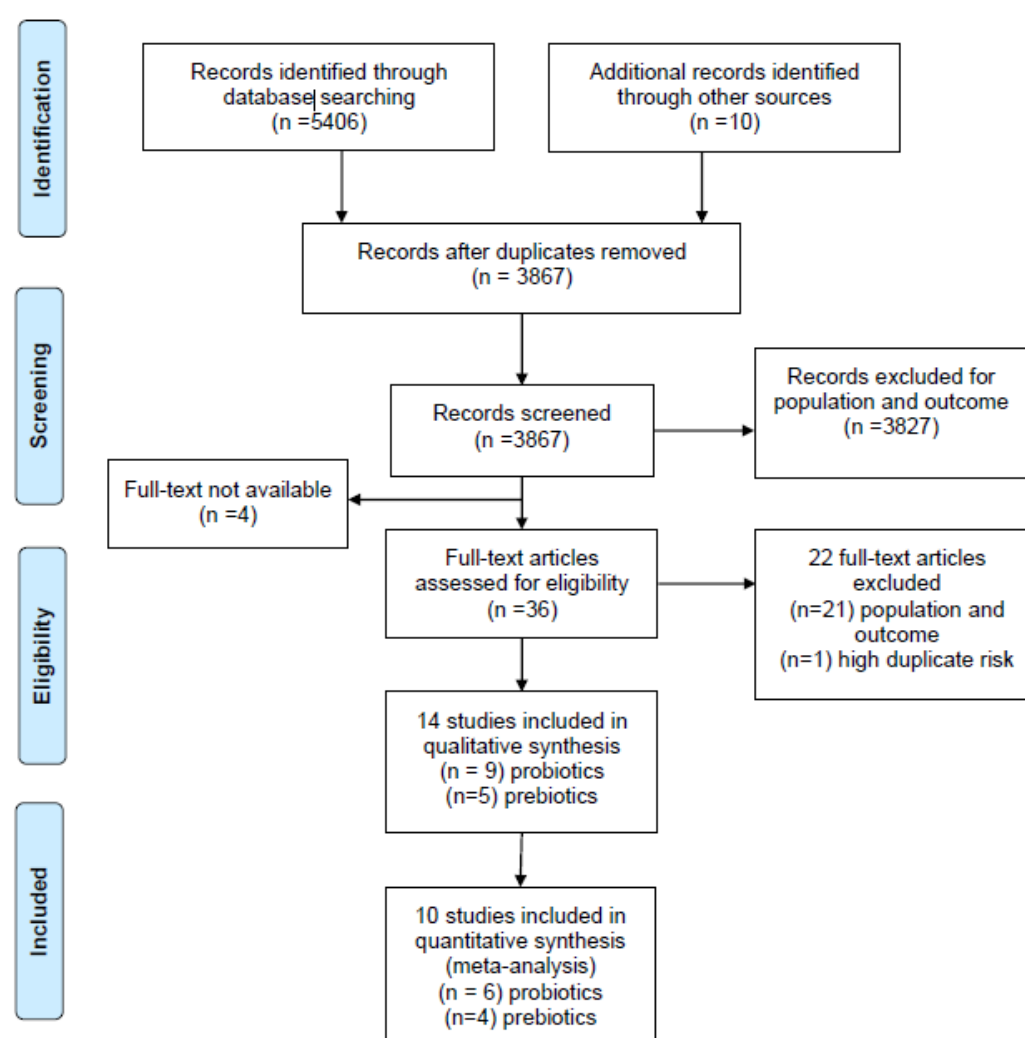 Identification
Records identified through
database searching
(n =5406)
Additional records identified
through other sources
(n =10)
Records after duplicates removed
(n = 3867)
Screening
Records screened
(n =3867)
Records excluded for
population and outcome
(n =3827)
Full-text not available
(n =4)
Eligibility
Full-text articles
assessed for eligibility
(n =36)
22 full-text articles
excluded
(n=21) population and
outcome
(n=1) high duplicate risk
14 studies included in
qualitative synthesis
(n = 9) probiotics
(n=5) prebiotics
Included
10 studies included in
quantitative synthesis
(meta-analysis)
(n = 6) probiotics
(n=4) prebiotics